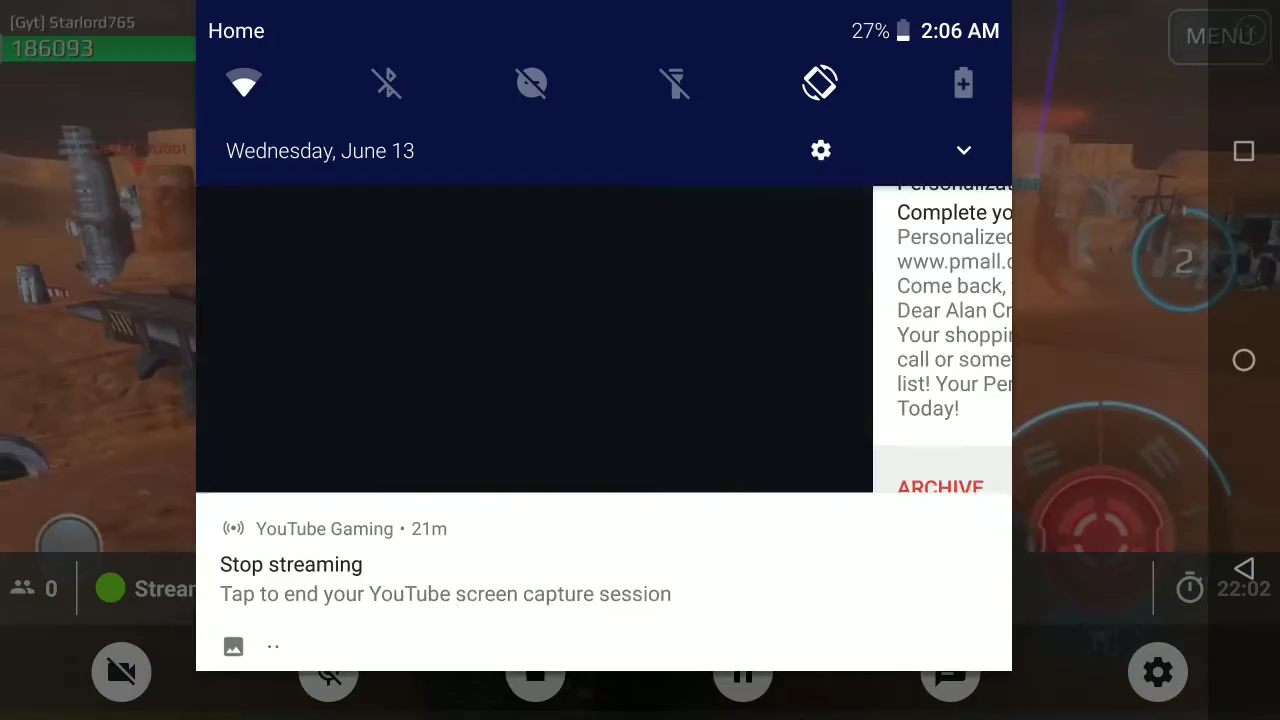 [Gyt] Starlord765
186093
Home
27% 2:06 AM
MENU
Wednesday, June 13
Complete yo
Personalized
www.pmall.c
Come back,
Dear Alan Cr
Your shoppi
call or some
list! Your Per
Today!
ARCHIVE
2
YouTube Gaming • 21m
Stop streaming
Tap to end your YouTube screen capture session
0
Strear
22:02